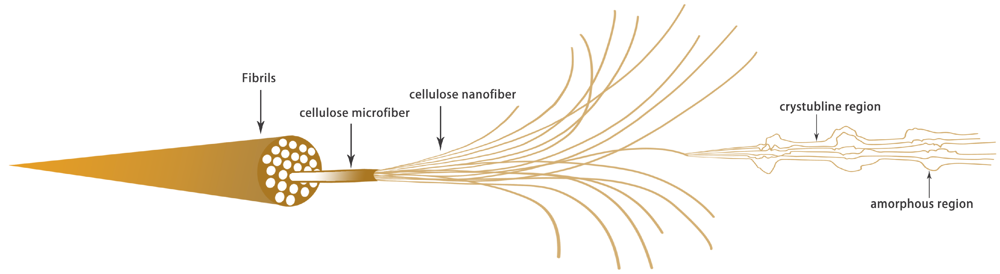 Fibrils
cellulose microfiber
cellulose nanofiber
crystubline region
amorphous region